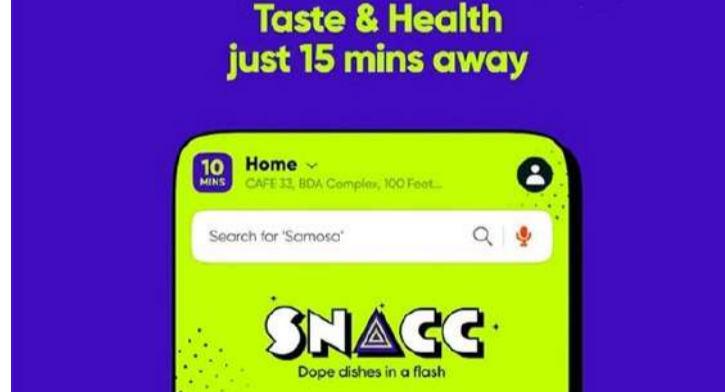 Taste & Health
just 15 mins away
10
MINS
Home
CAFE 33, BDA Complex, 100 Feet...
Search for 'Samosa'
SNACC
Dope dishes in a flash